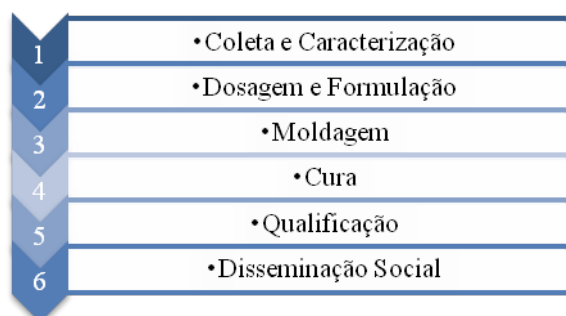 1 •Coleta e Caracterização
2 •Dosagem e Formulação
3 •Moldagem
4 •Cura
5 •Qualificação
6 •Disseminação Social